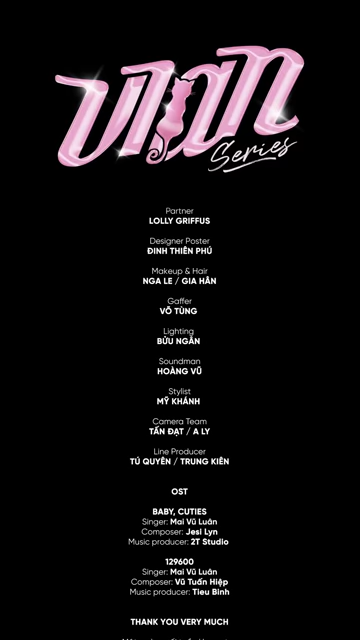 vian
Series
Partner
LOLLY GRIFFUS
Designer Poster
ĐINH THIÊN PHÚ
Makeup & Hair
NGA LE / GIA HÂN
Gaffer
VÕ TÙNG
Lighting
BỬU NGÂN
Soundman
HOÀNG VŨ
Stylist
MỸ KHÁNH
Camera Team
TẤN ĐẠT / A LY
Line Producer
TÚ QUYÊN / TRUNG KIÊN
OST
BABY, CUTIES
Singer: Mai Vũ Luân
Composer: Jesi Lyn
Music producer: 2T Studio
129600
Singer: Mai Vũ Luân
Composer: Vũ Tuấn Hiệp
Music producer: Tieu Binh
THANK YOU VERY MUCH